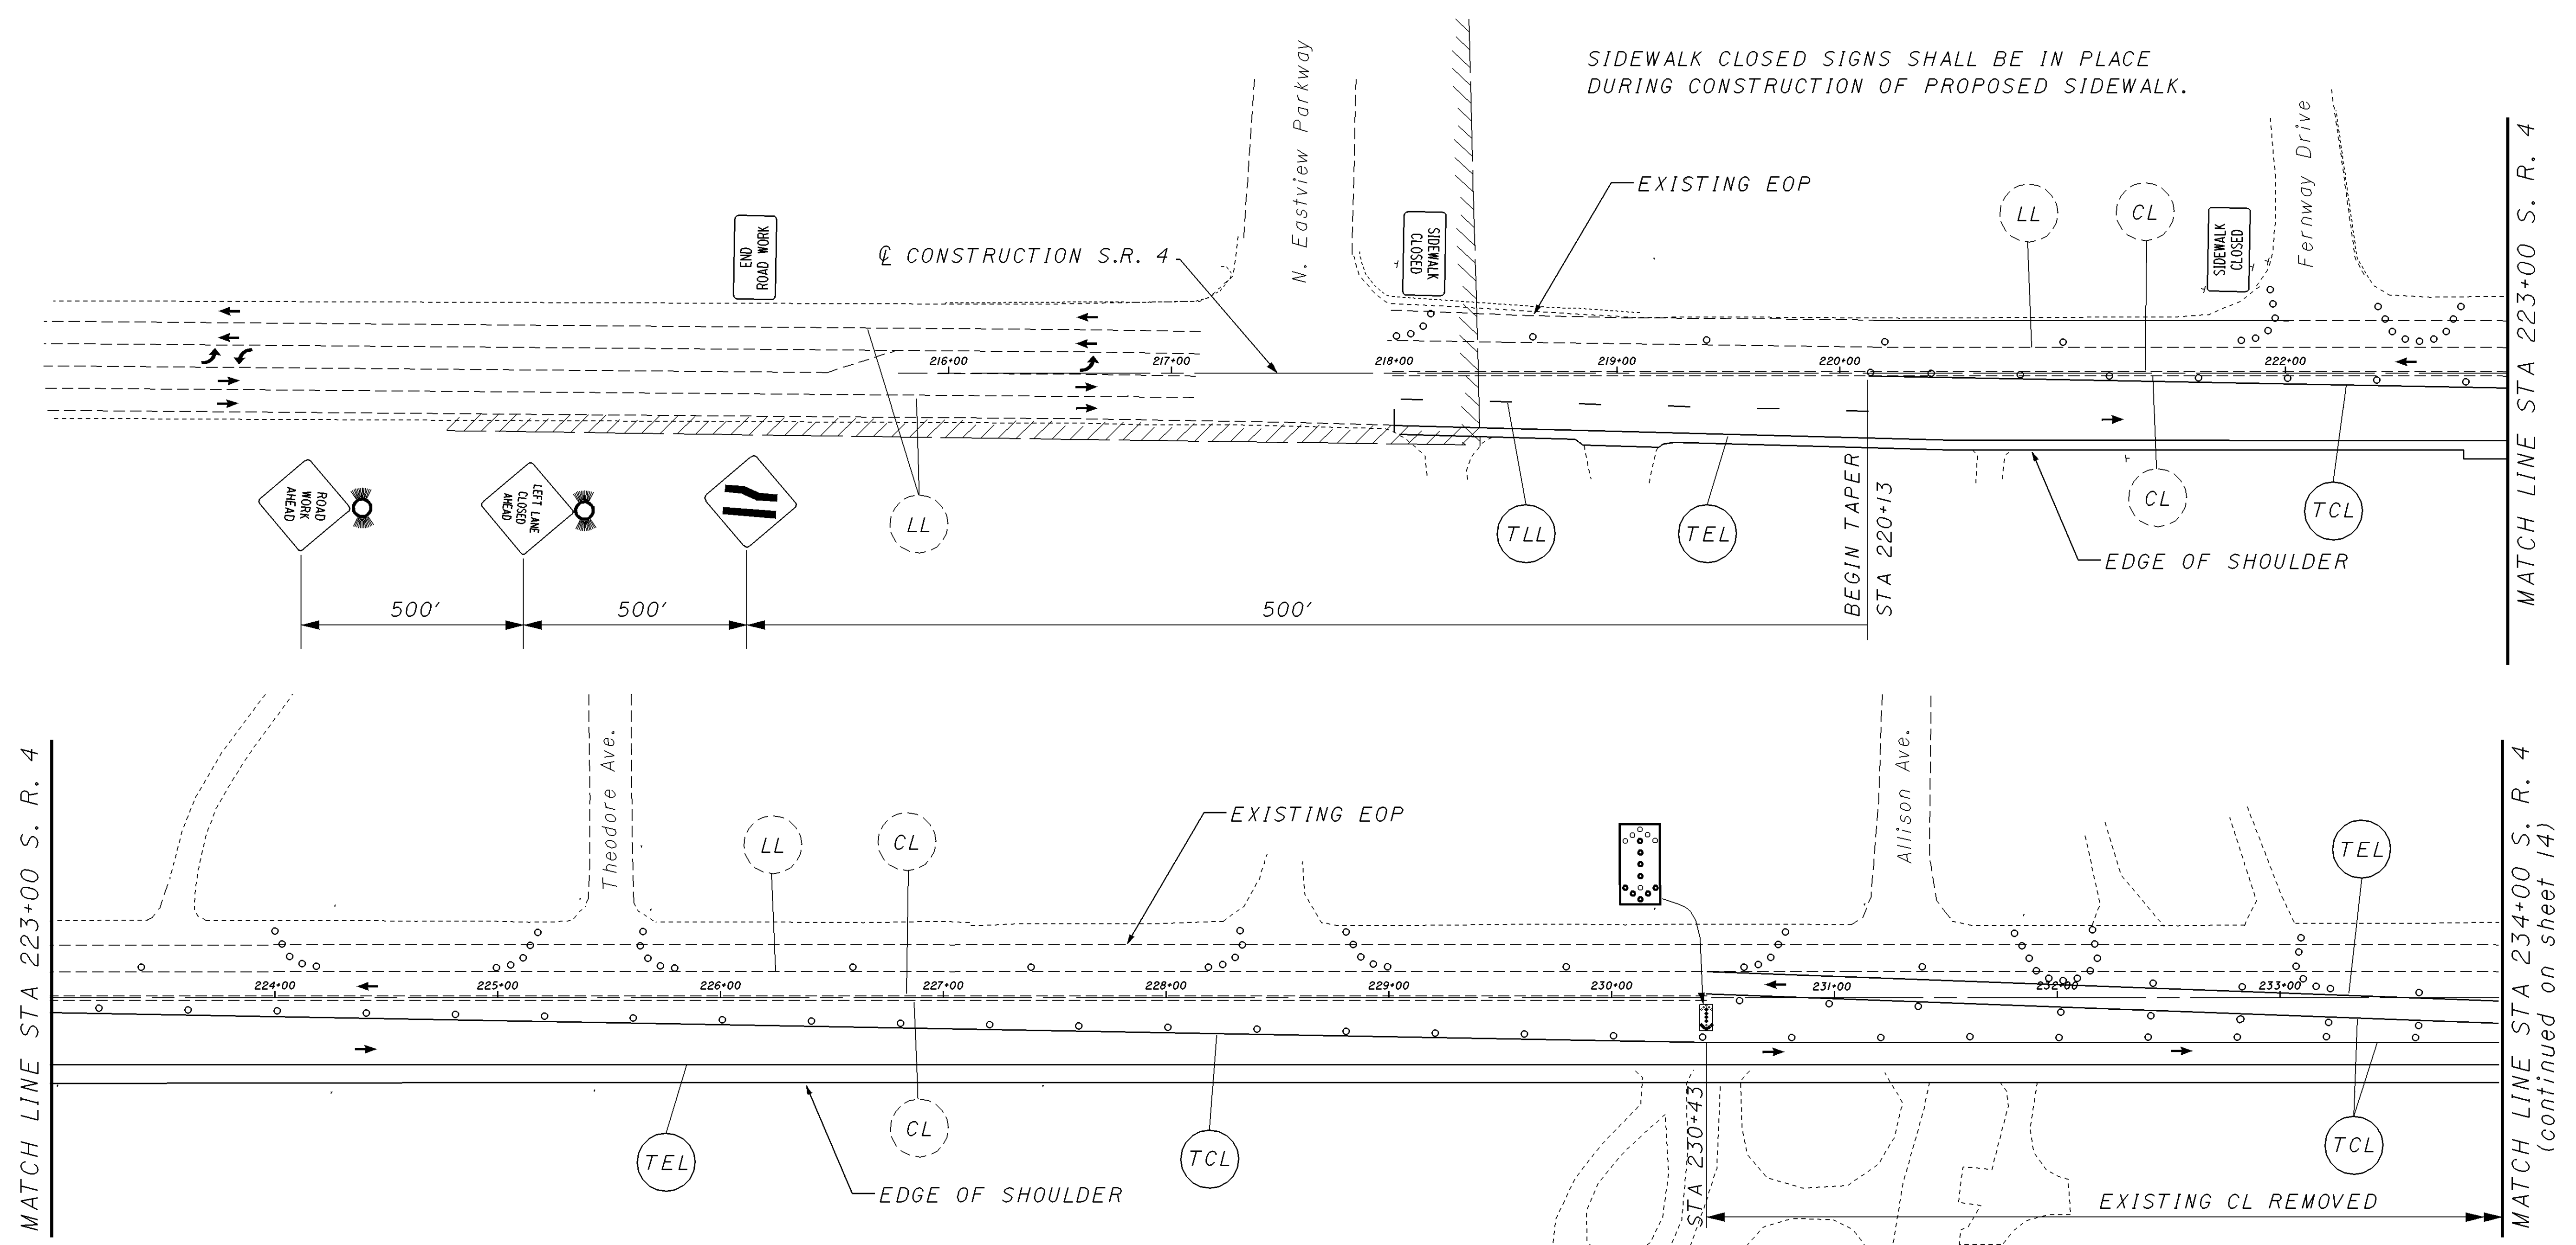 SIDEWALK CLOSED SIGNS SHALL BE IN PLACE
DURING CONSTRUCTION OF PROPOSED SIDEWALK.
N. Eastview Parkway
Fernway Drive
MATCH LINE STA 223+00 S. R. 4
EXISTING EOP
LL
CL
END
ROAD WORK
℄ CONSTRUCTION S.R. 4
SIDEWALK
CLOSED
SIDEWALK
CLOSED
216+00
217+00
218+00
219+00
220+00
222+00
ROAD
WORK
AHEAD
LEFT LANE
CLOSED
AHEAD
LL
TLL
TEL
BEGIN TAPER
STA 220+13
CL
TCL
EDGE OF SHOULDER
500'
500'
500'
MATCH LINE STA 223+00 S. R. 4
Theodore Ave.
LL
CL
EXISTING EOP
Allison Ave.
TEL
MATCH LINE STA 234+00 S. R. 4
(continued on sheet 14)
224+00
225+00
226+00
227+00
228+00
229+00
230+00
231+00
232+00
233+00
TEL
CL
TCL
TCL
EDGE OF SHOULDER
STA 230+43
EXISTING CL REMOVED